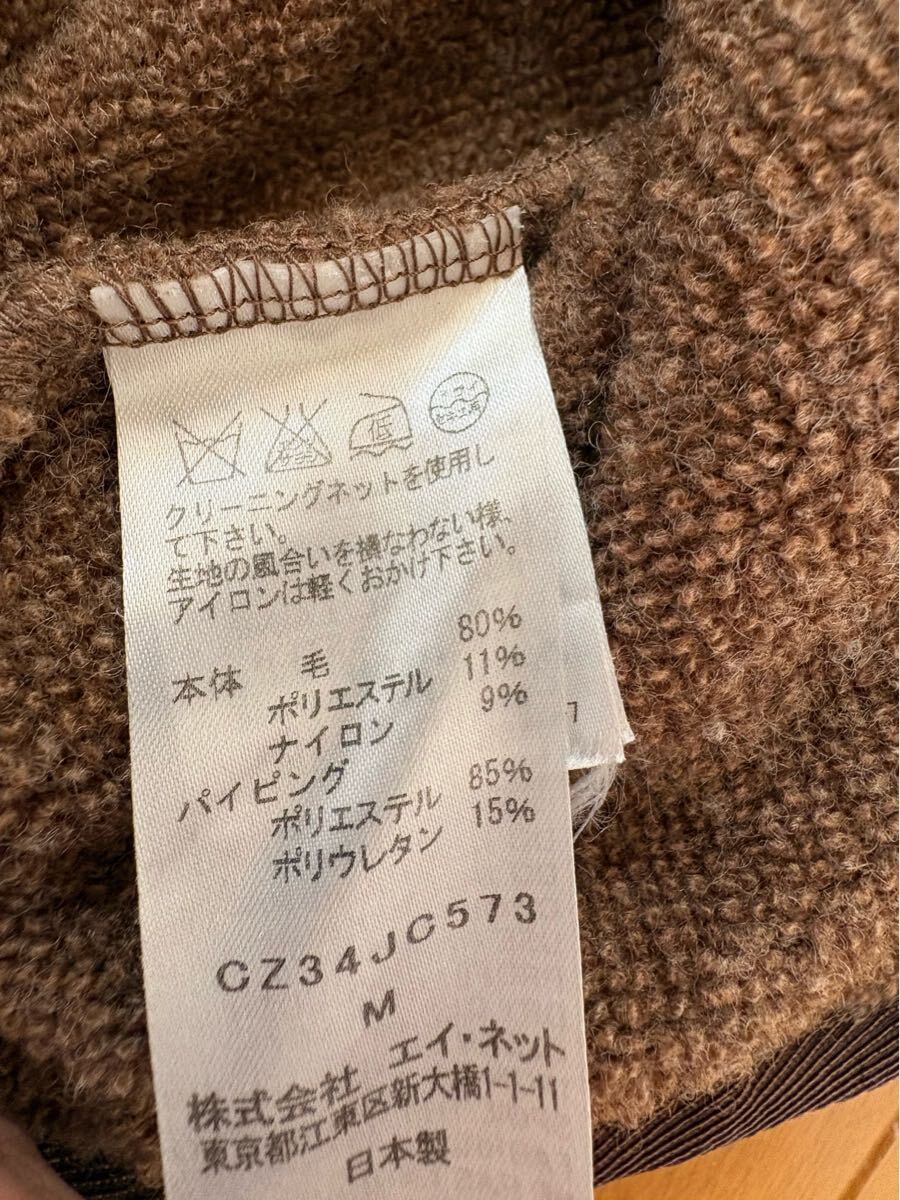 低
クリーニングネットを使用し
て下さい。
生地の風合いを損なわない様、
アイロンは軽くおかけ下さい。
本体 毛 80%
ポリエステル 11%
ナイロン 9%
パイピング
ポリエステル 85%
ポリウレタン 15%
CZ34JC573
M
株式会社 エイ・ネット
東京都江東区新大橋1-1-11
日本製